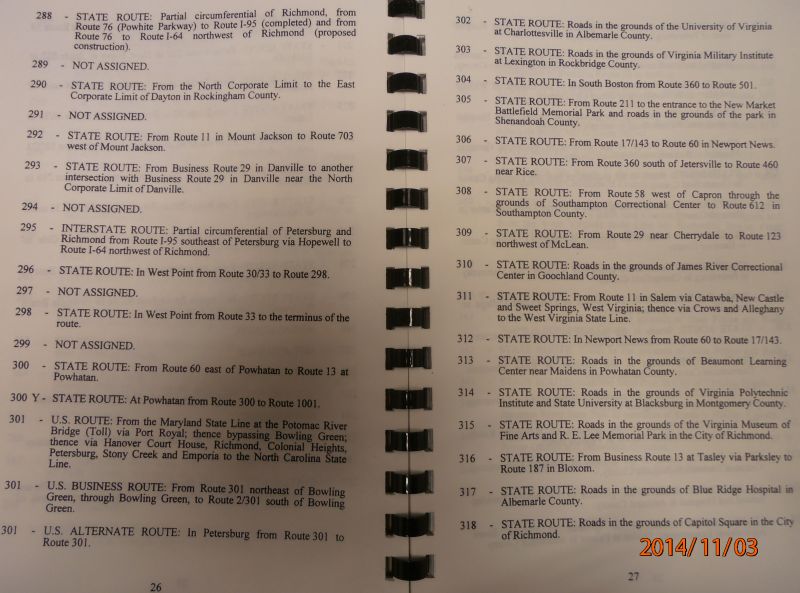 288 - STATE ROUTE: Partial circumferential of Richmond, from
Route 76 (Powhite Parkway) to Route I-95 (completed) and from
Route 76 to Route I-64 northwest of Richmond (proposed
construction).
289 - NOT ASSIGNED.
290 - STATE ROUTE: From the North Corporate Limit to the East
Corporate Limit of Dayton in Rockingham County.
291 - NOT ASSIGNED.
292 - STATE ROUTE: From Route 11 in Mount Jackson to Route 703
west of Mount Jackson.
293 - STATE ROUTE: From Business Route 29 in Danville to another
intersection with Business Route 29 in Danville near the North
Corporate Limit of Danville.
294 - NOT ASSIGNED.
295 - INTERSTATE ROUTE: Partial circumferential of Petersburg and
Richmond from Route I-95 southeast of Petersburg via Hopewell to
Route I-64 northwest of Richmond.
296 - STATE ROUTE: In West Point from Route 30/33 to Route 298.
297 - NOT ASSIGNED.
298 - STATE ROUTE: In West Point from Route 33 to the terminus of the
route.
299 - NOT ASSIGNED.
300 - STATE ROUTE: From Route 60 east of Powhatan to Route 13 at
Powhatan.
300 Y - STATE ROUTE: At Powhatan from Route 300 to Route 1001.
301 - U.S. ROUTE: From the Maryland State Line at the Potomac River
Bridge (Toll) via Port Royal; thence bypassing Bowling Green;
thence via Hanover Court House, Richmond, Colonial Heights,
Petersburg, Stony Creek and Emporia to the North Carolina State
Line.
301 - U.S. BUSINESS ROUTE: From Route 301 northeast of Bowling
Green, through Bowling Green, to Route 2/301 south of Bowling
Green.
301 - U.S. ALTERNATE ROUTE: In Petersburg from Route 301 to
Route 301.
26
302 - STATE ROUTE: Roads in the grounds of the University of Virginia
at Charlottesville in Albemarle County.
303 - STATE ROUTE: Roads in the grounds of Virginia Military Institute
at Lexington in Rockbridge County.
304 - STATE ROUTE: In South Boston from Route 360 to Route 501.
305 - STATE ROUTE: From Route 211 to the entrance to the New Market
Battlefield Memorial Park and roads in the grounds of the park in
Shenandoah County.
306 - STATE ROUTE: From Route 17/143 to Route 60 in Newport News.
307 - STATE ROUTE: From Route 360 south of Jetersville to Route 460
near Rice.
308 - STATE ROUTE: From Route 58 west of Capron through the
grounds of Southampton Correctional Center to Route 612 in
Southampton County.
309 - STATE ROUTE: From Route 29 near Cherrydale to Route 123
northwest of McLean.
310 - STATE ROUTE: Roads in the grounds of James River Correctional
Center in Goochland County.
311 - STATE ROUTE: From Route 11 in Salem via Catawba, New Castle
and Sweet Springs, West Virginia; thence via Crows and Alleghany
to the West Virginia State Line.
312 - STATE ROUTE: In Newport News from Route 60 to Route 17/143.
313 - STATE ROUTE: Roads in the grounds of Beaumont Learning
Center near Maidens in Powhatan County.
314 - STATE ROUTE: Roads in the grounds of Virginia Polytechnic
Institute and State University at Blacksburg in Montgomery County.
315 - STATE ROUTE: Roads in the grounds of the Virginia Museum of
Fine Arts and R. E. Lee Memorial Park in the City of Richmond.
316 - STATE ROUTE: From Business Route 13 at Tasley via Parksley to
Route 187 in Bloxom.
317 - STATE ROUTE: Roads in the grounds of Blue Ridge Hospital in
Albemarle County.
318 - STATE ROUTE: Roads in the grounds of Capitol Square in the City
of Richmond.
27
2014/11/03